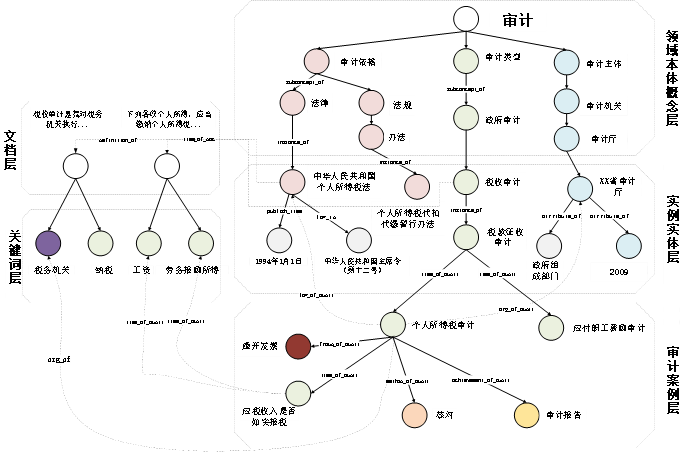 审计
领域本体概念层
审计依据
审计类型
审计主体
subconcept_of
subconcept_of
法律
法规
审计机关
税收审计是指对税务
机关执行...
下列各项个人所得，应当
缴纳个人所得税...
文档层
definition_of
政府审计
办法
审计厅
instance_of
instance_of
中华人民共和国
个人所得税法
税收审计
XX省审计
厅
实例实体层
publish_time
个人所得税代扣
代缴暂行办法
instance_of
attribute_of
attribute_of
关键词层
税款征收
审计
1994年1月1日
中华人民共和国主席令
(第十二号)
政府组
成部门
2009
税务机关
纳税
工资
劳务报酬所得
item_of_audit
item_of_audit
law_of_audit
org_of_audit
个人所得税审计
应付职工薪酬审计
item_of_audit
item_of_audit
虚开发票
fraud_of_audit
审计案例层
org_of
item_of_audit
method_of_audit
achievement_of_audit
应税收入是否
如实报税
核对
审计报告